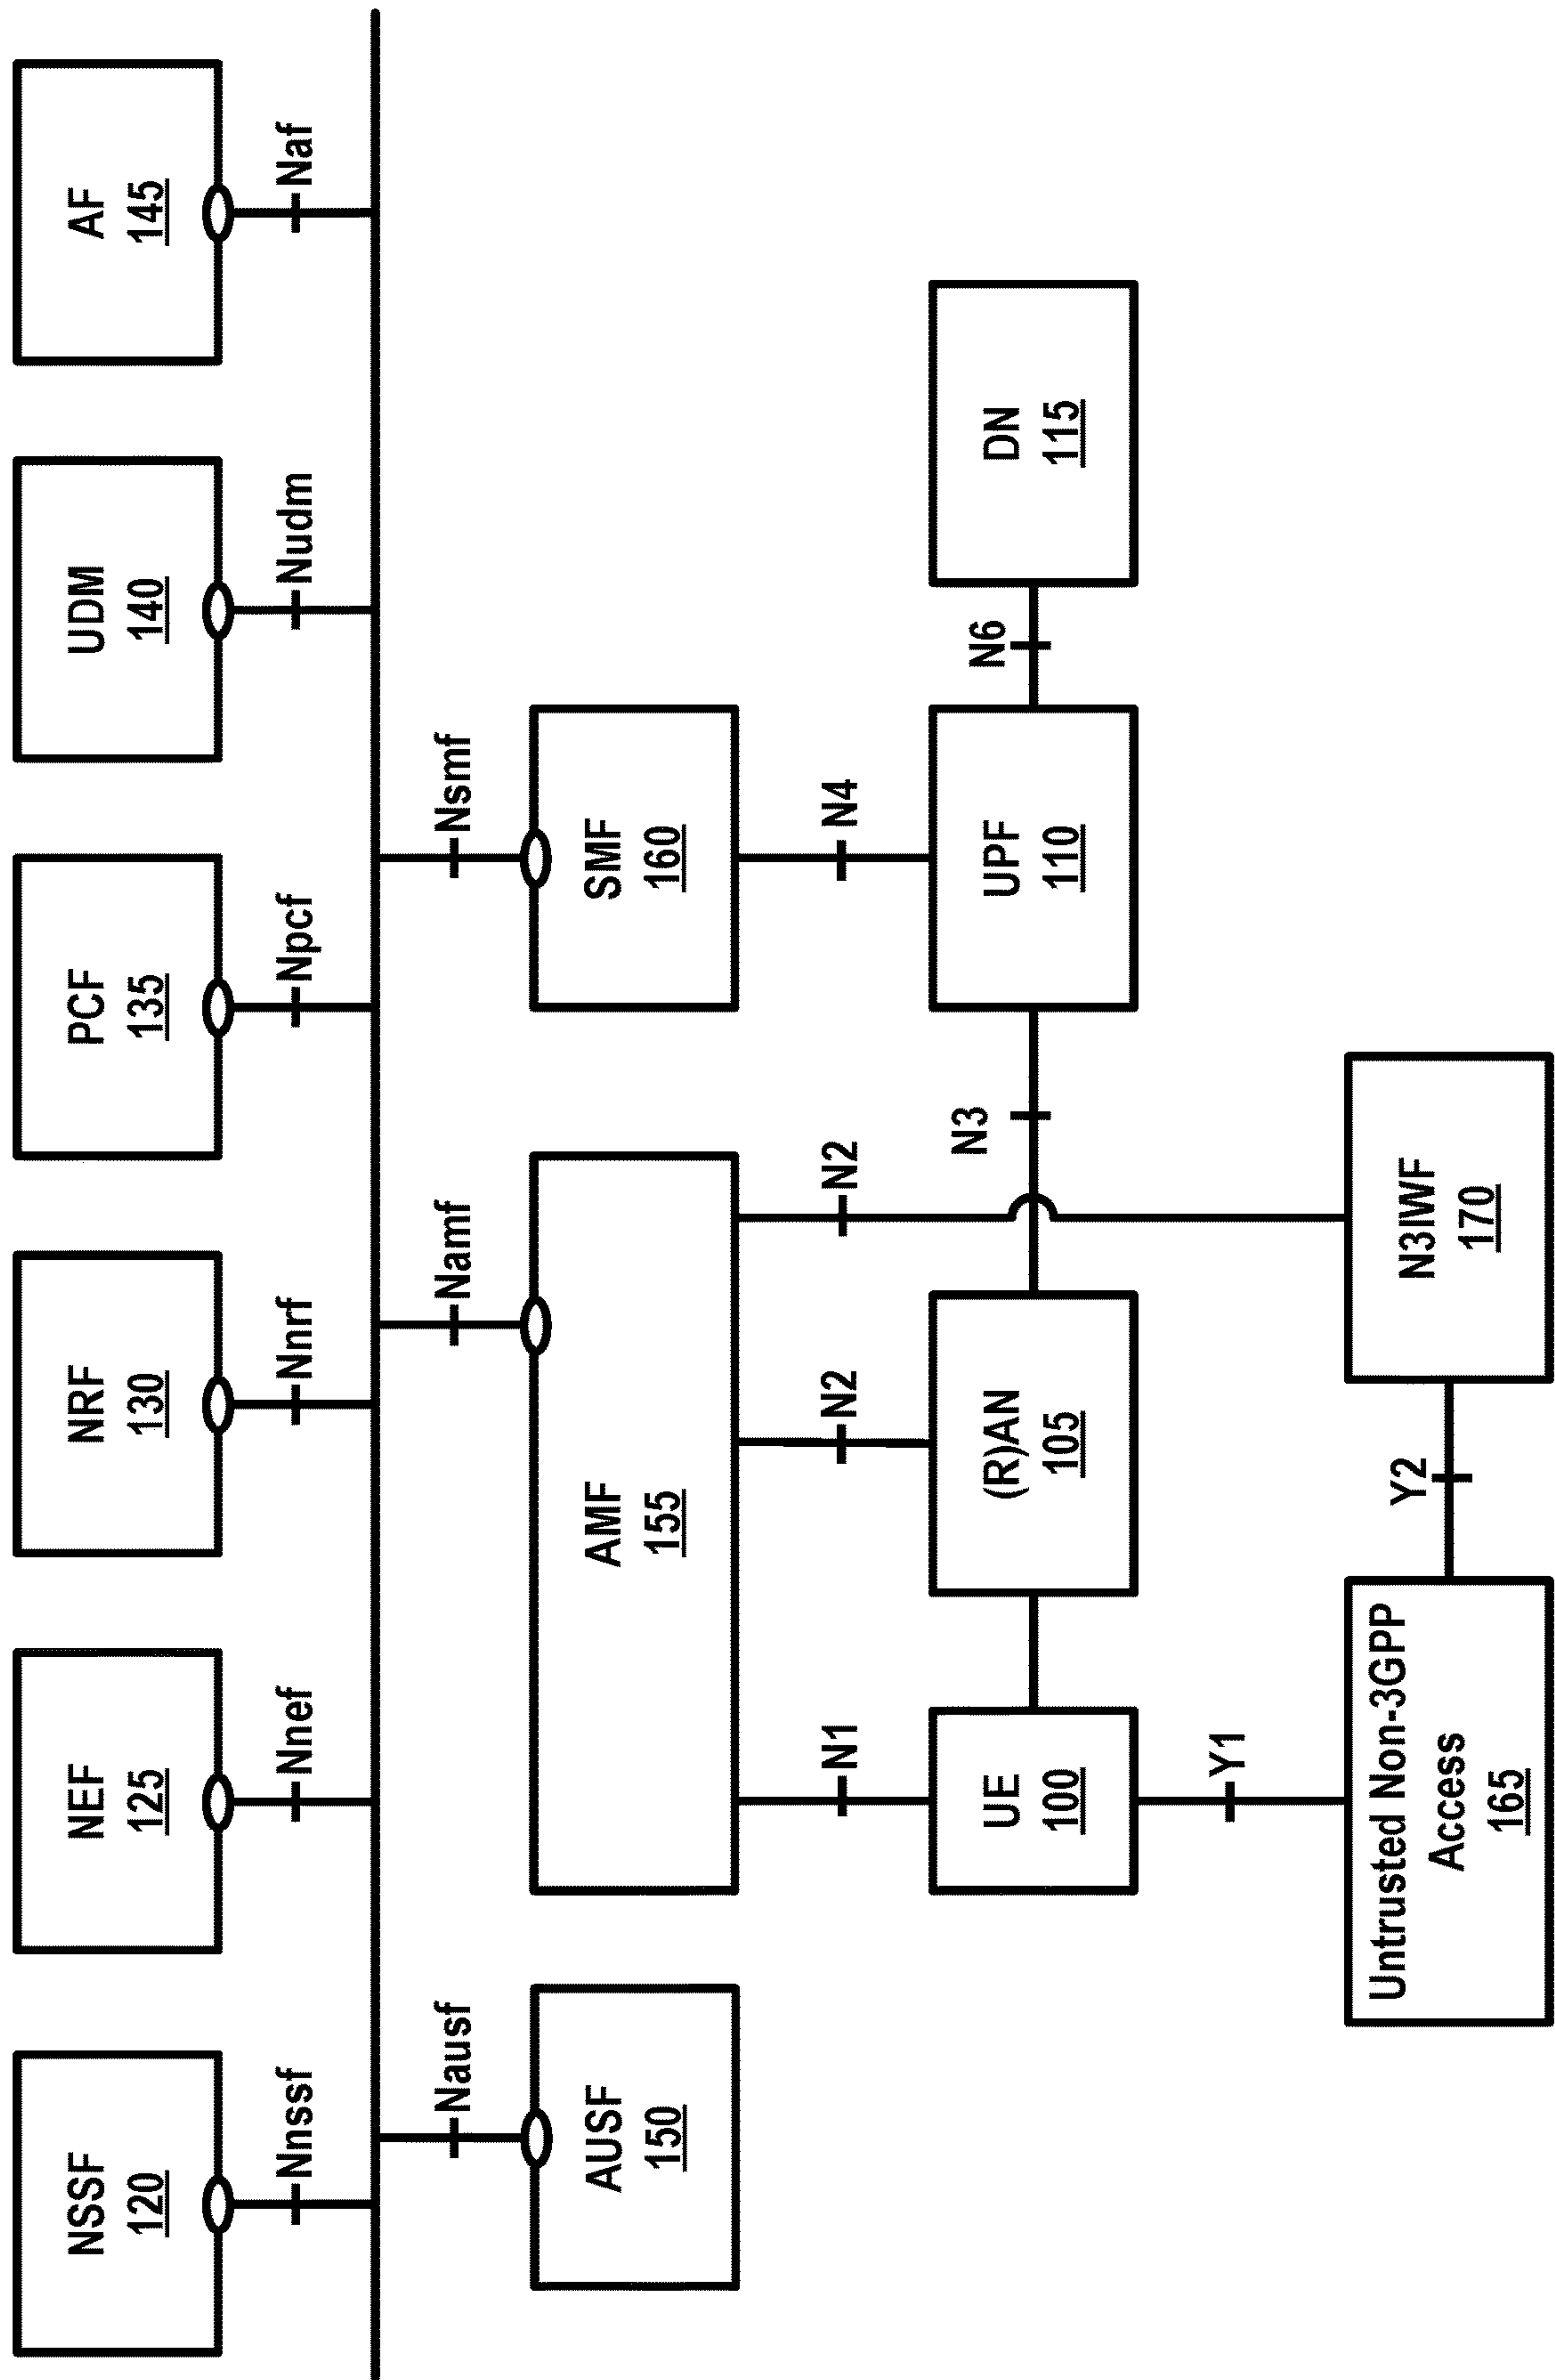 NSSF
120
NEF
125
NRF
130
PCF
135
UDM
140
AF
145
Nnssf
Nnef
Nnrf
Npcf
Nudm
Naf
Nausf
Namf
Nsmf
AUSF
150
AMF
155
SMF
160
N1
N2
N2
N4
UE
100
(R)AN
105
N3
UPF
110
N6
DN
115
Y1
Untrusted Non-3GPP
Access
165
Y2
N3IWF
170